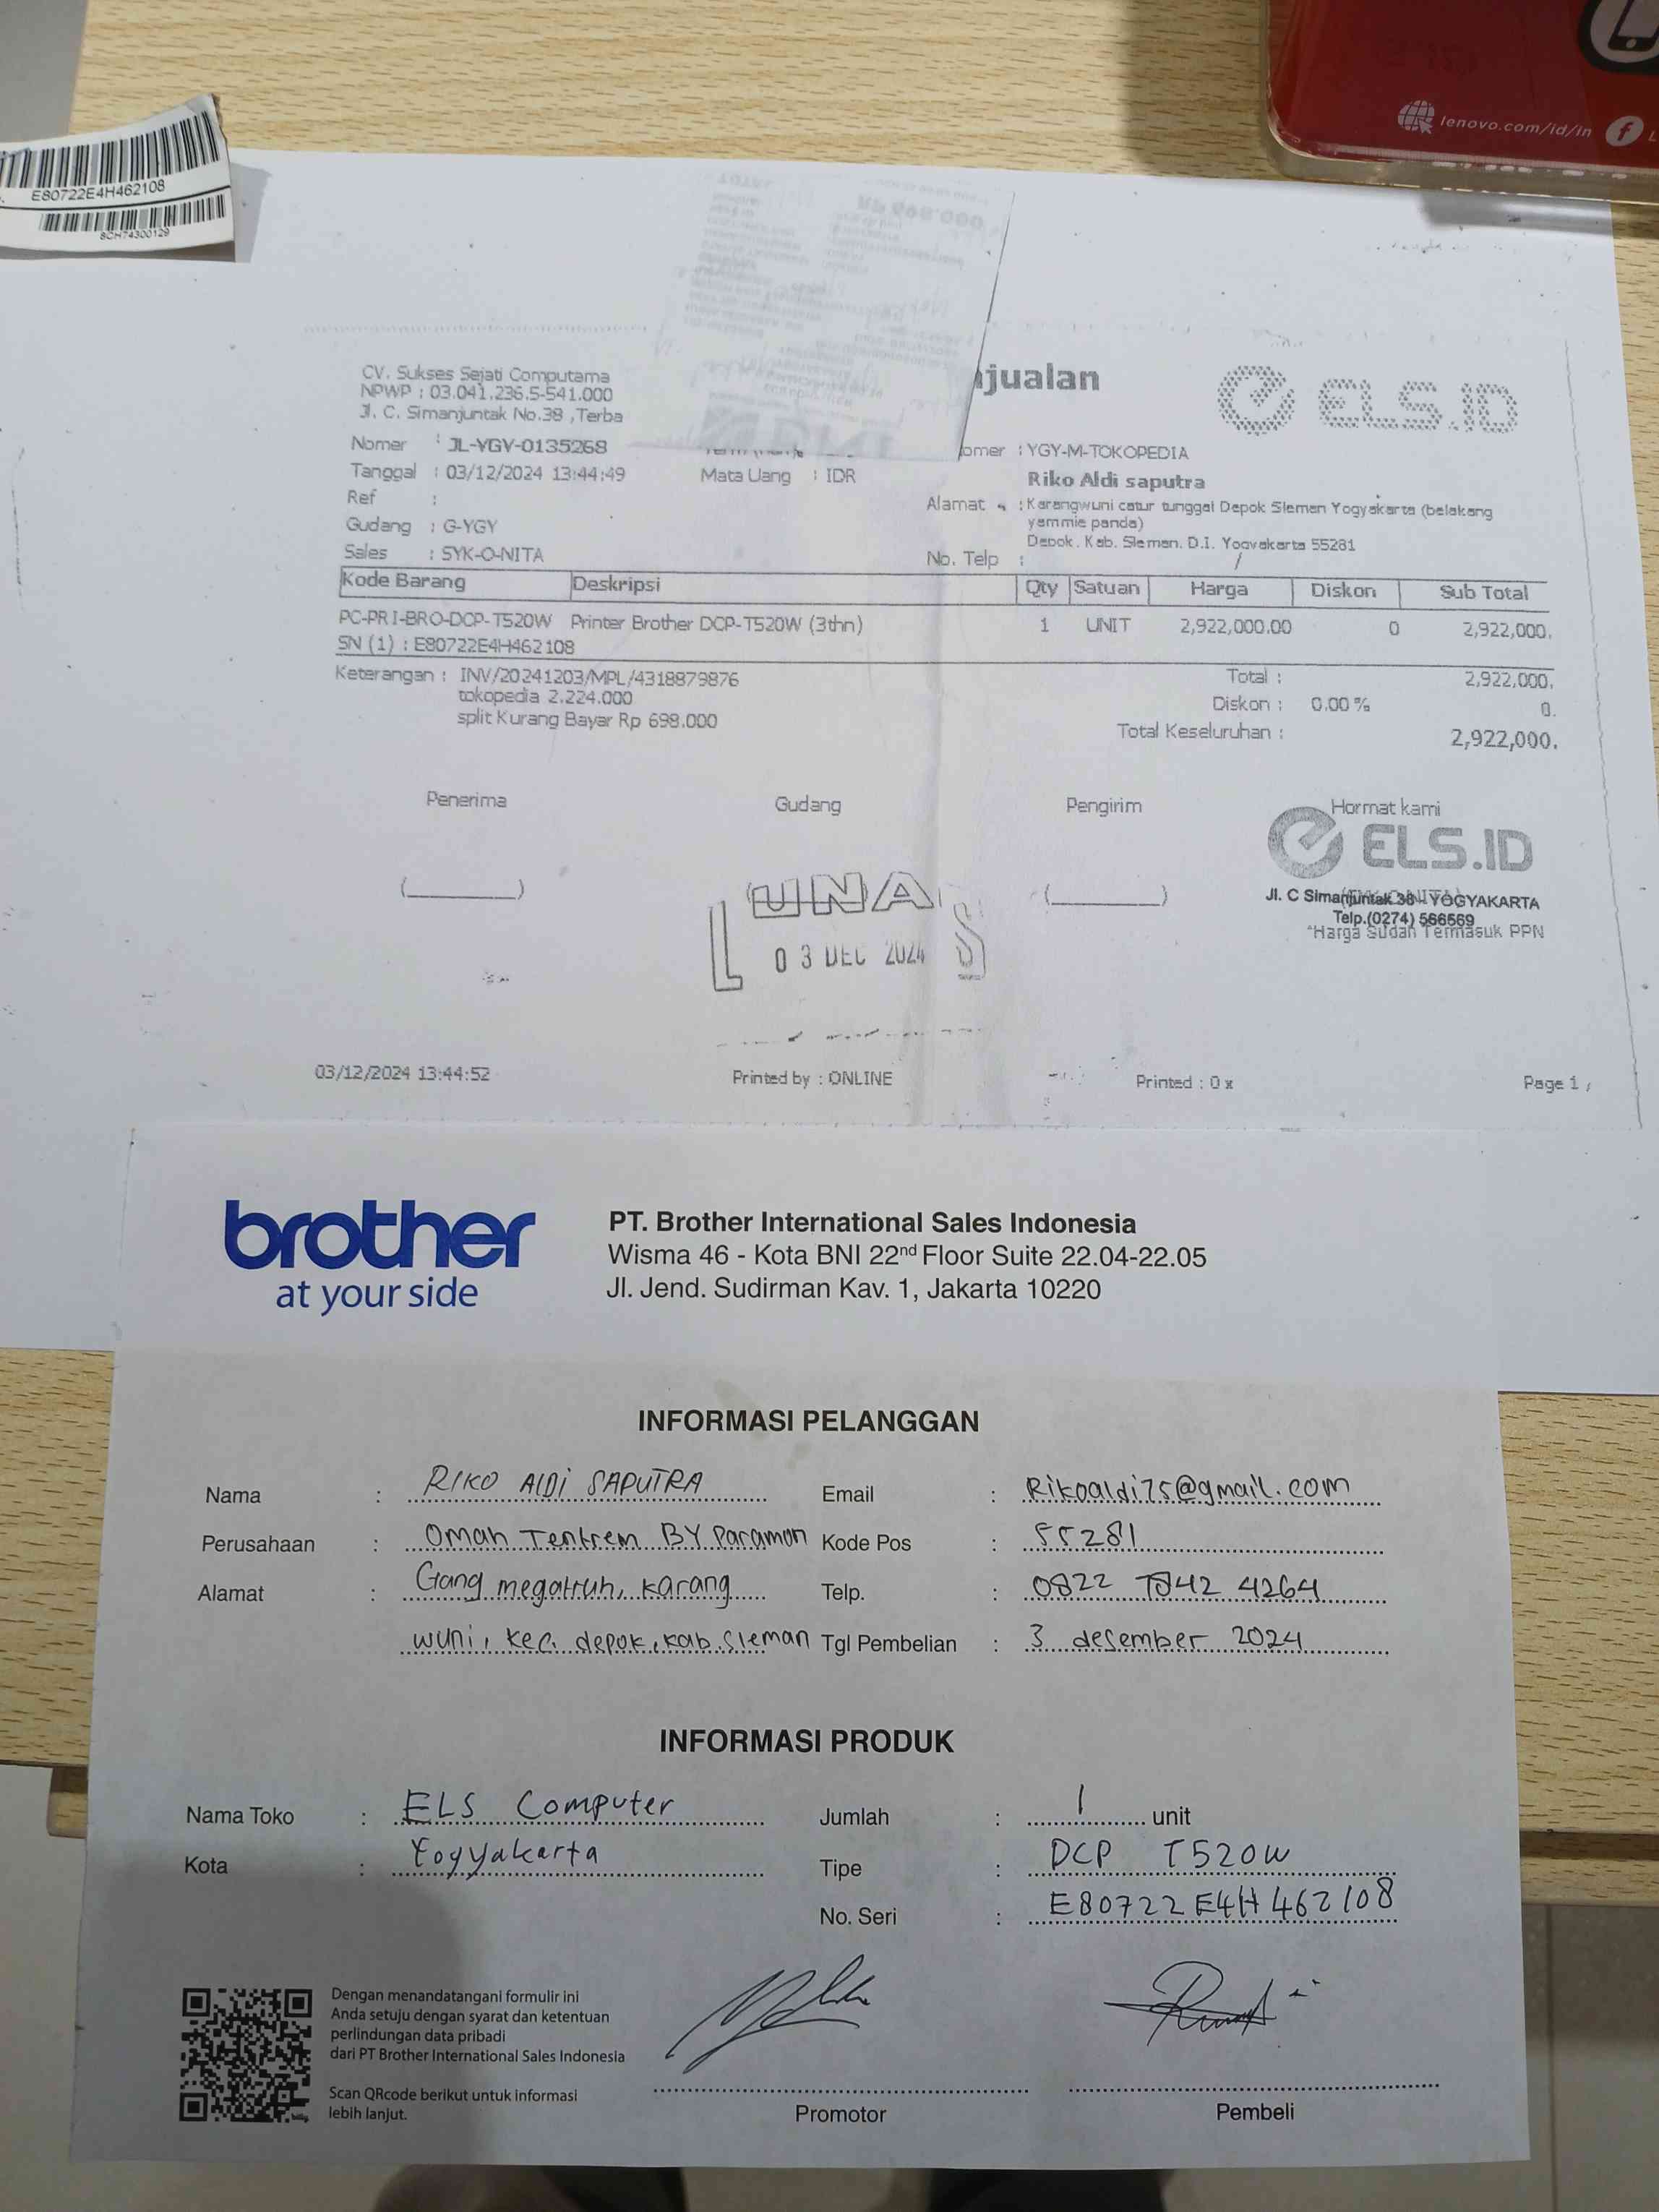 lenovo.com/id/in
E80722E4H462108
8CH74300129
CV. Sukses Sejati Computama
NPWP : 03.041.236.5-541.000
Jl. C. Simanjuntak No.38 ,Terba
jualan
ELS.ID
Nomer : JL-YGV-0135268
Tanggal : 03/12/2024 13:44:49
Mata Uang : IDR
Ref :
Gudang : G-YGY
Sales : SYK-O-NITA
omer : YGY-M-TOKOPEDIA
Riko Aldi saputra
Alamat : Karangwuni catur tunggal Depok Sleman Yogyakarta (belakang
yammie panda)
Depok. Kab. Sleman. D.I. Yogyakarta 55281
No. Telp :
Kode Barang Deskripsi Qty Satuan Harga Diskon Sub Total
PC-PRI-BRO-DCP-T520W Printer Brother DCP-T520W (3thn) 1 UNIT 2,922,000.00 0 2,922,000.
SN (1) : E80722E4H462108
Keterangan : INV/20241203/MPL/4318879876
tokopedia 2.224.000
split Kurang Bayar Rp 698.000
Total : 2,922,000.
Diskon : 0.00 % 0.
Total Keseluruhan : 2,922,000.
Penerima Gudang Pengirim Hormat kami
ELS.ID
LUNAS
03 DEC 2024
Jl. C Simanjuntak 38 - YOGYAKARTA
Telp.(0274) 566569
*Harga Sudah Termasuk PPN
03/12/2024 13:44:52 Printed by : ONLINE Printed : 0 x Page 1
brother
at your side
PT. Brother International Sales Indonesia
Wisma 46 - Kota BNI 22nd Floor Suite 22.04-22.05
Jl. Jend. Sudirman Kav. 1, Jakarta 10220
INFORMASI PELANGGAN
Nama : RIKO AlDi SAPUTRA
Email : Rikoaldi75@gmail.com
Perusahaan : Omah Tentrem BY Paramon
Kode Pos : 55281
Alamat : Gang megatruh, karang
wuni, kec. depok, kab. sleman
Telp. : 0822 7842 4264
Tgl Pembelian : 3 desember 2024
INFORMASI PRODUK
Nama Toko : ELS Computer
Jumlah : 1 unit
Kota : Yogyakarta
Tipe : DCP T520W
No. Seri : E80722E4H462108
Dengan menandatangani formulir ini
Anda setuju dengan syarat dan ketentuan
perlindungan data pribadi
dari PT Brother International Sales Indonesia
Scan QRcode berikut untuk informasi
lebih lanjut.
Promotor
Pembeli